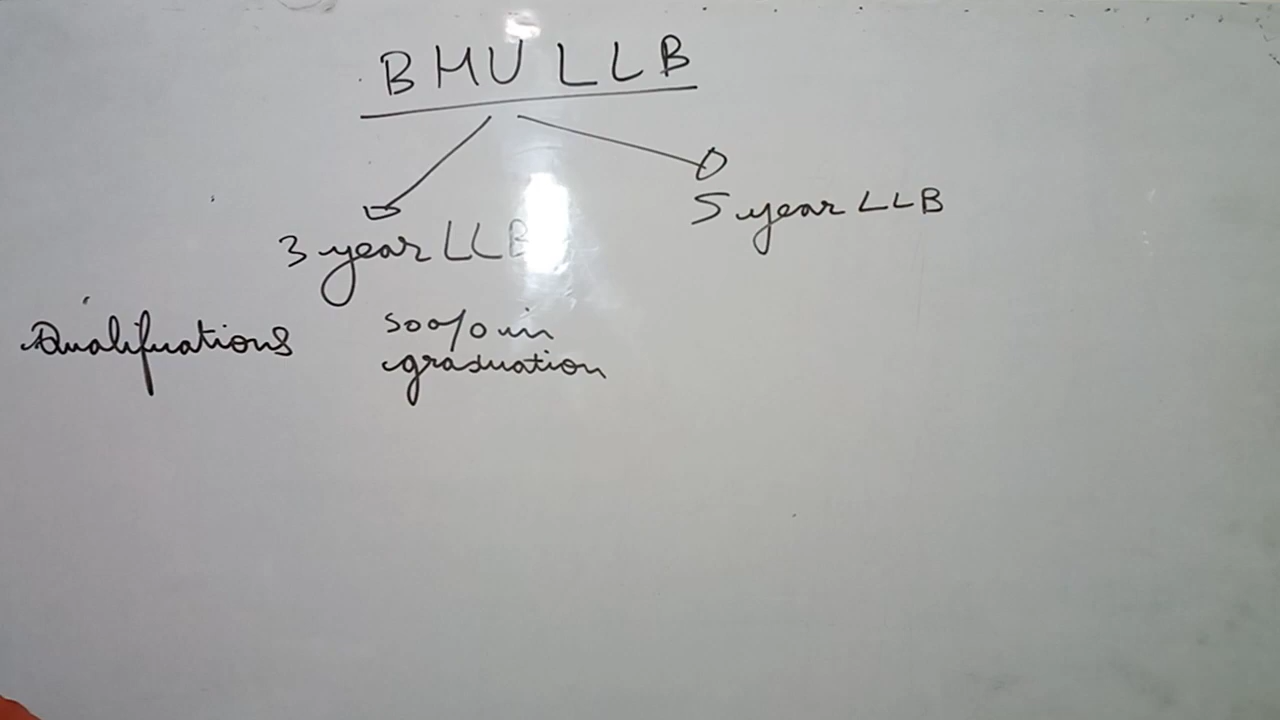 BHU LLB
3 year LLB
5 year LLB
Qualifications
50% in
graduation